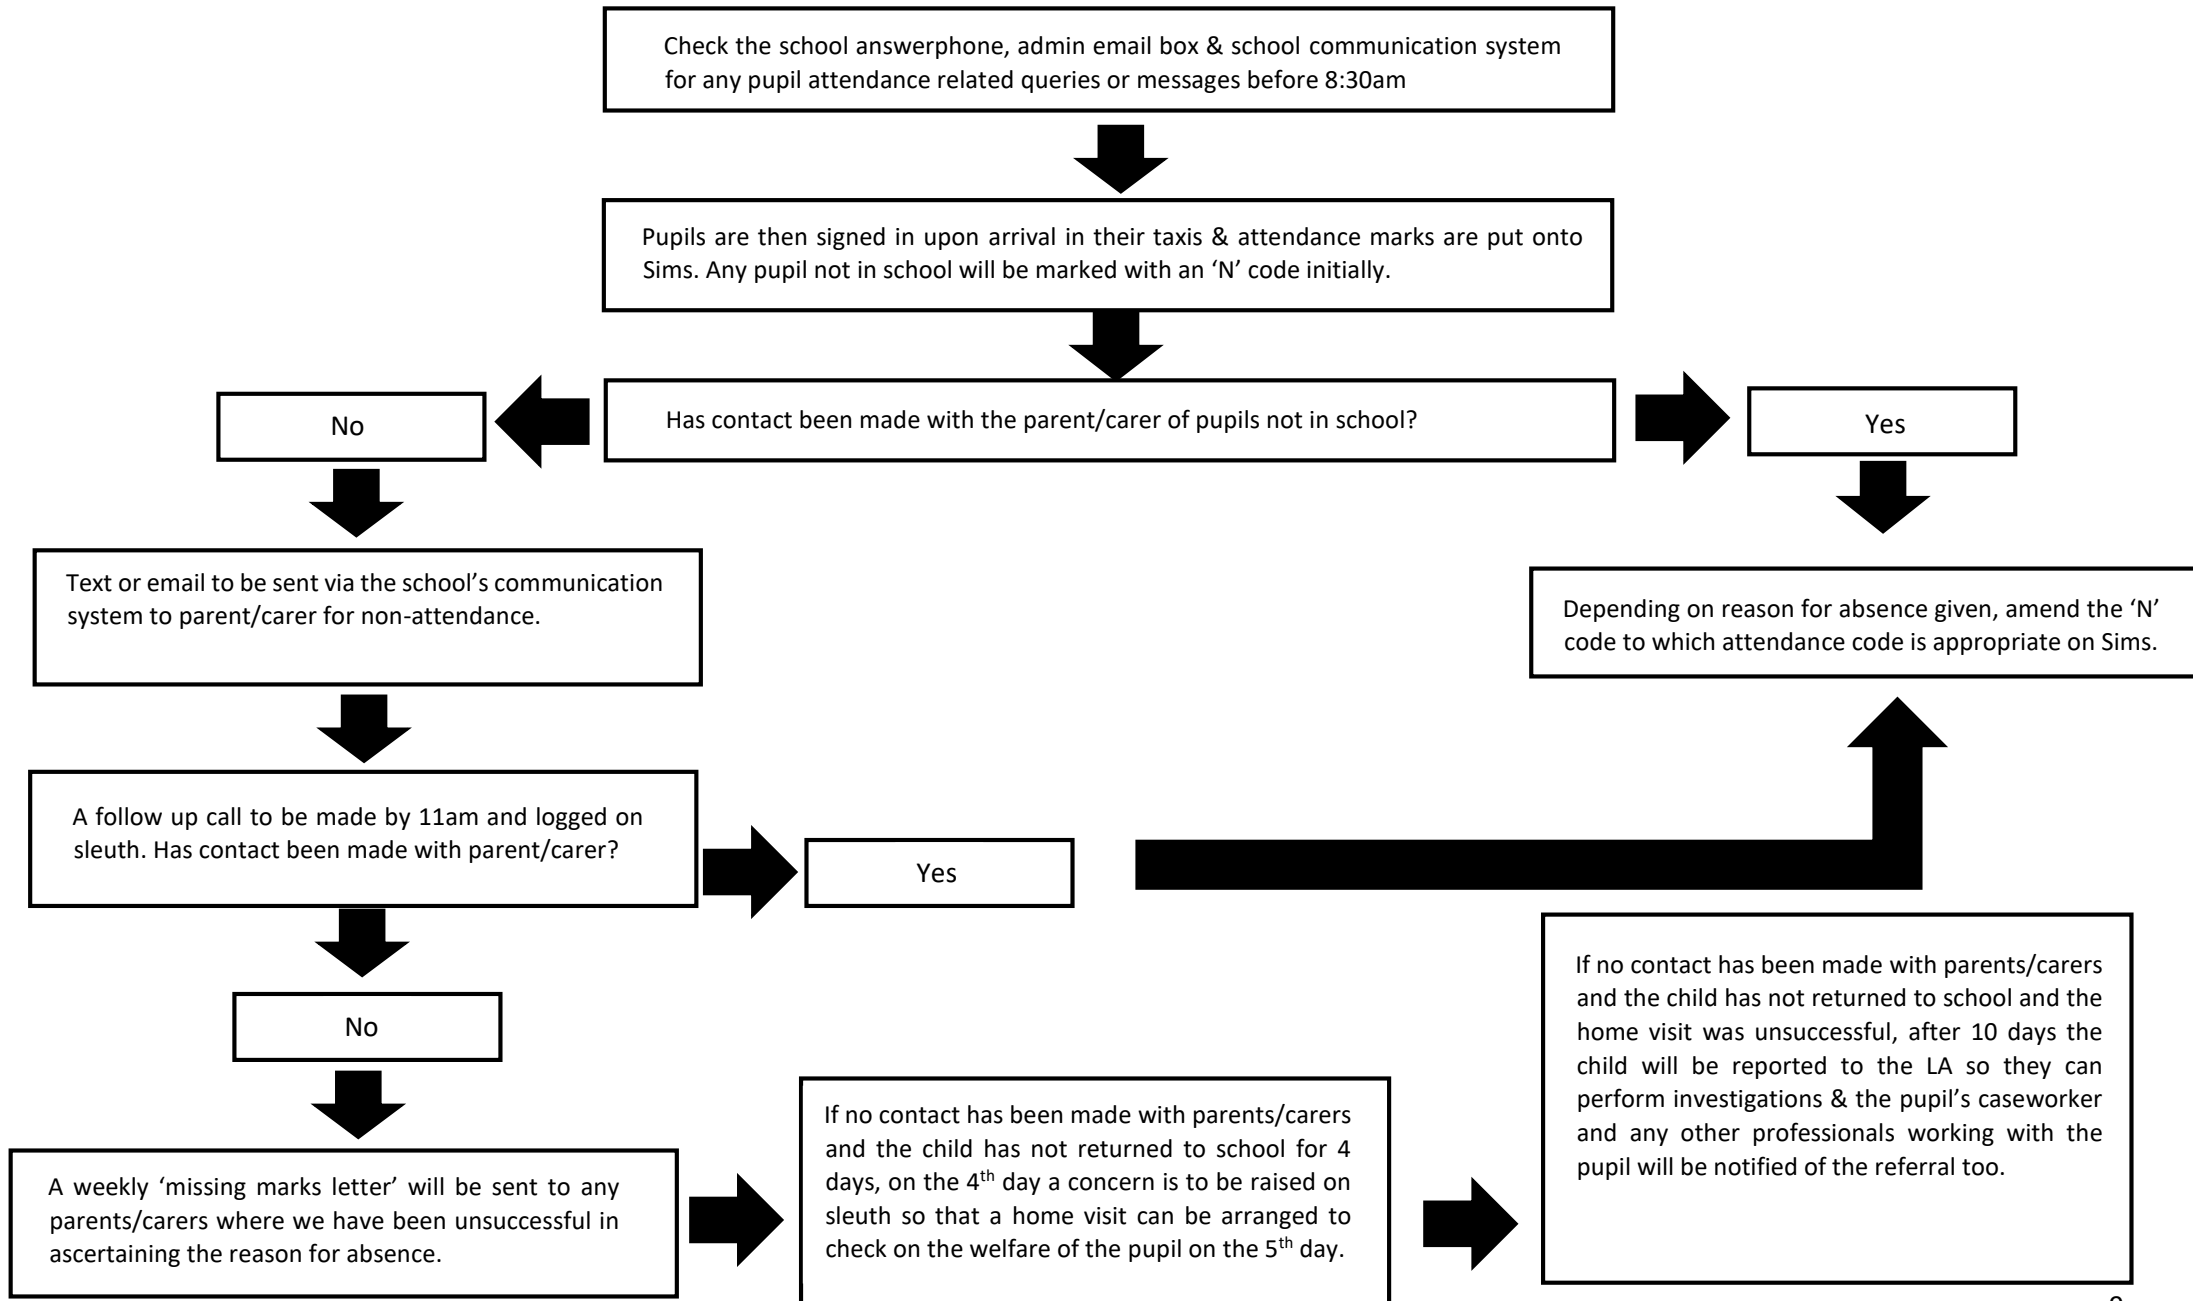 Check the school answerphone, admin email box & school communication system
for any pupil attendance related queries or messages before 8:30am
Pupils are then signed in upon arrival in their taxis & attendance marks are put onto
Sims. Any pupil not in school will be marked with an ‘N’ code initially.
No
Has contact been made with the parent/carer of pupils not in school?
Yes
Text or email to be sent via the school’s communication
system to parent/carer for non-attendance.
Depending on reason for absence given, amend the ‘N’
code to which attendance code is appropriate on Sims.
A follow up call to be made by 11am and logged on
sleuth. Has contact been made with parent/carer?
Yes
No
A weekly ‘missing marks letter’ will be sent to any
parents/carers where we have been unsuccessful in
ascertaining the reason for absence.
If no contact has been made with parents/carers
and the child has not returned to school for 4
days, on the 4th day a concern is to be raised on
sleuth so that a home visit can be arranged to
check on the welfare of the pupil on the 5th day.
If no contact has been made with parents/carers
and the child has not returned to school and the
home visit was unsuccessful, after 10 days the
child will be reported to the LA so they can
perform investigations & the pupil’s caseworker
and any other professionals working with the
pupil will be notified of the referral too.